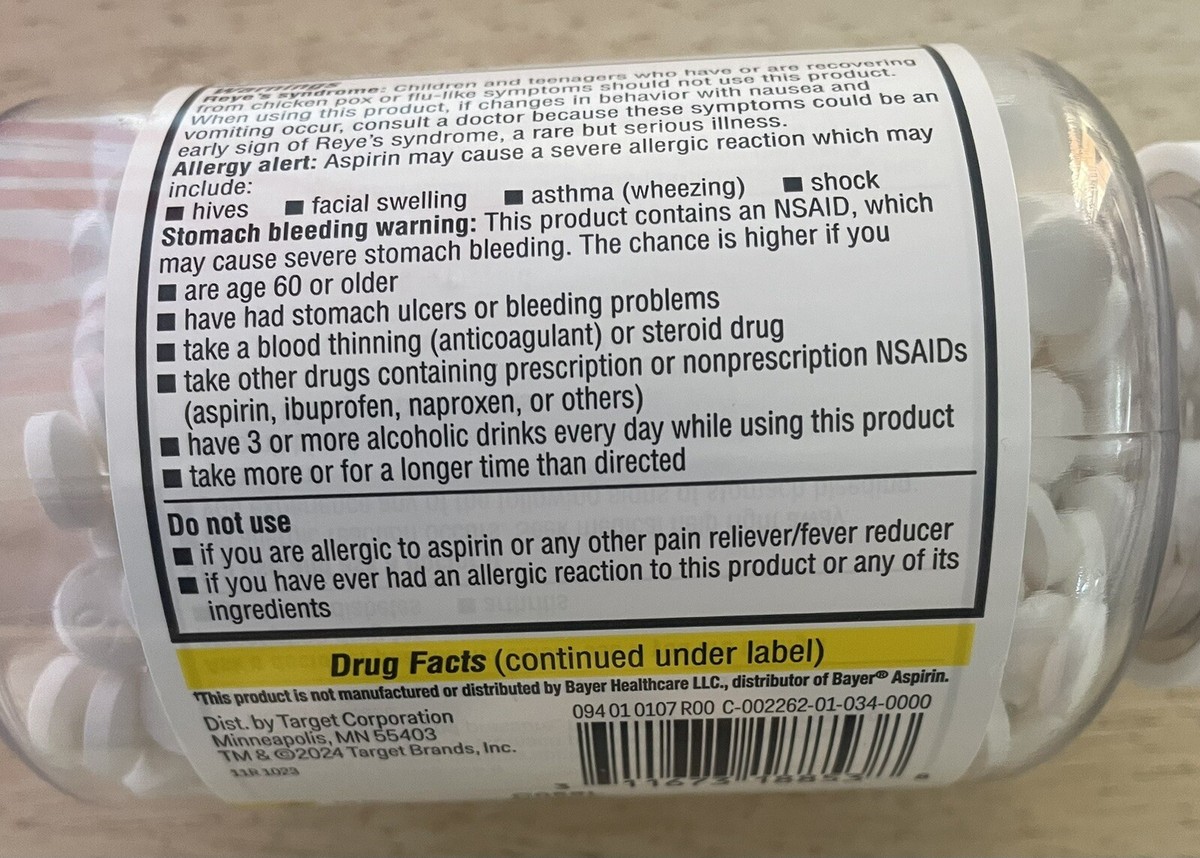 Warnings
Reye's syndrome: Children and teenagers who have or are recovering
from chicken pox or flu-like symptoms should not use this product.
When using this product, if changes in behavior with nausea and
vomiting occur, consult a doctor because these symptoms could be an
early sign of Reye's syndrome, a rare but serious illness.
Allergy alert: Aspirin may cause a severe allergic reaction which may
include:
■ hives ■ facial swelling ■ asthma (wheezing) ■ shock
Stomach bleeding warning: This product contains an NSAID, which
may cause severe stomach bleeding. The chance is higher if you
■ are age 60 or older
■ have had stomach ulcers or bleeding problems
■ take a blood thinning (anticoagulant) or steroid drug
■ take other drugs containing prescription or nonprescription NSAIDs
(aspirin, ibuprofen, naproxen, or others)
■ have 3 or more alcoholic drinks every day while using this product
■ take more or for a longer time than directed
Do not use
■ if you are allergic to aspirin or any other pain reliever/fever reducer
■ if you have ever had an allergic reaction to this product or any of its
ingredients
Drug Facts (continued under label)
†This product is not manufactured or distributed by Bayer Healthcare LLC., distributor of Bayer® Aspirin.
094 01 0107 R00 C-002262-01-034-0000
Dist. by Target Corporation
Minneapolis, MN 55403
TM & ©2024 Target Brands, Inc.
11R 1023